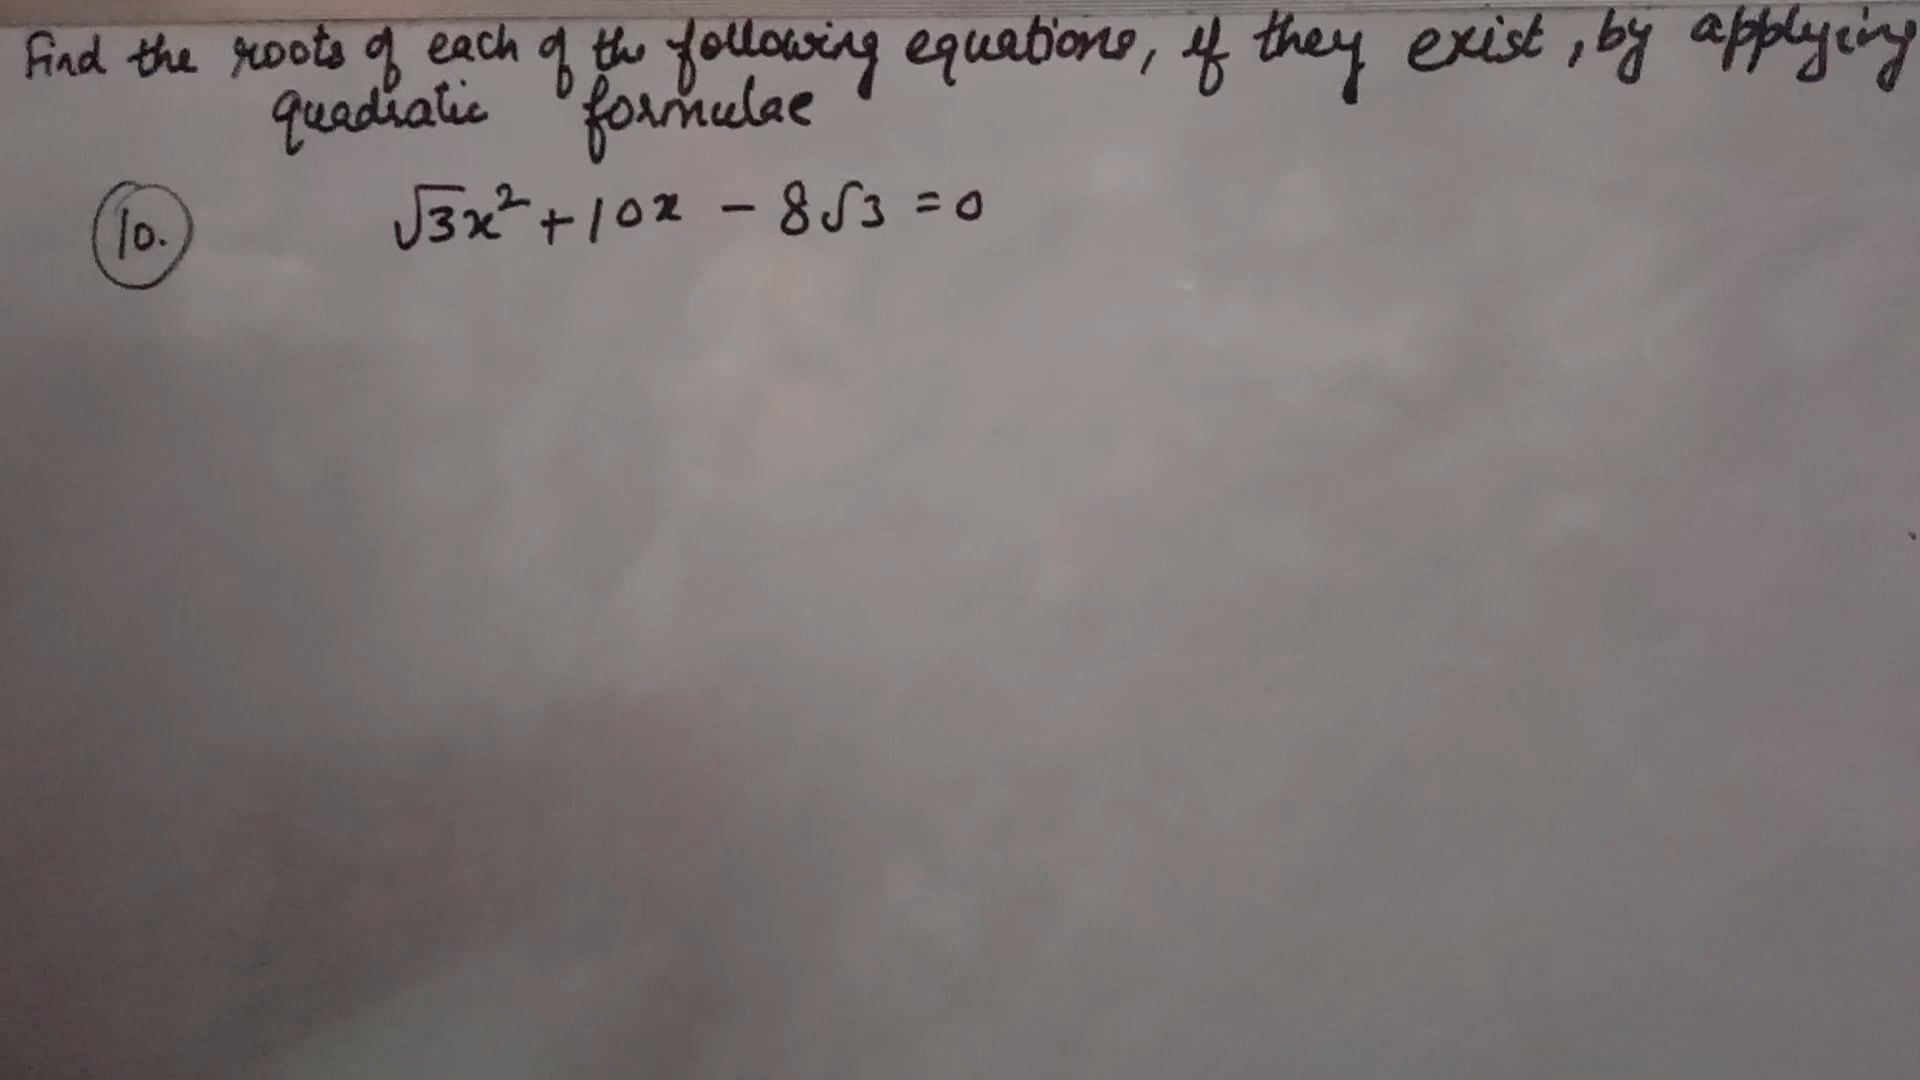 Find the roots of each of the following equations, if they exist, by applying
quadratic formulae
10. √3x² + 10x - 8√3 = 0